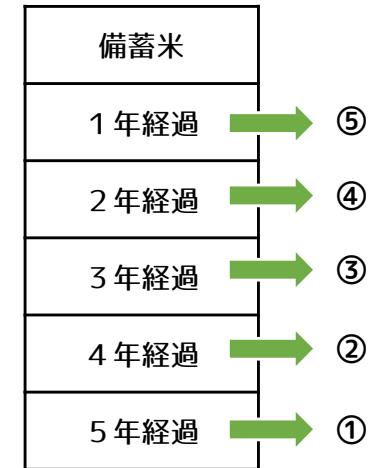 備蓄米
１年経過 ⑤
２年経過 ④
３年経過 ③
４年経過 ②
５年経過 ①